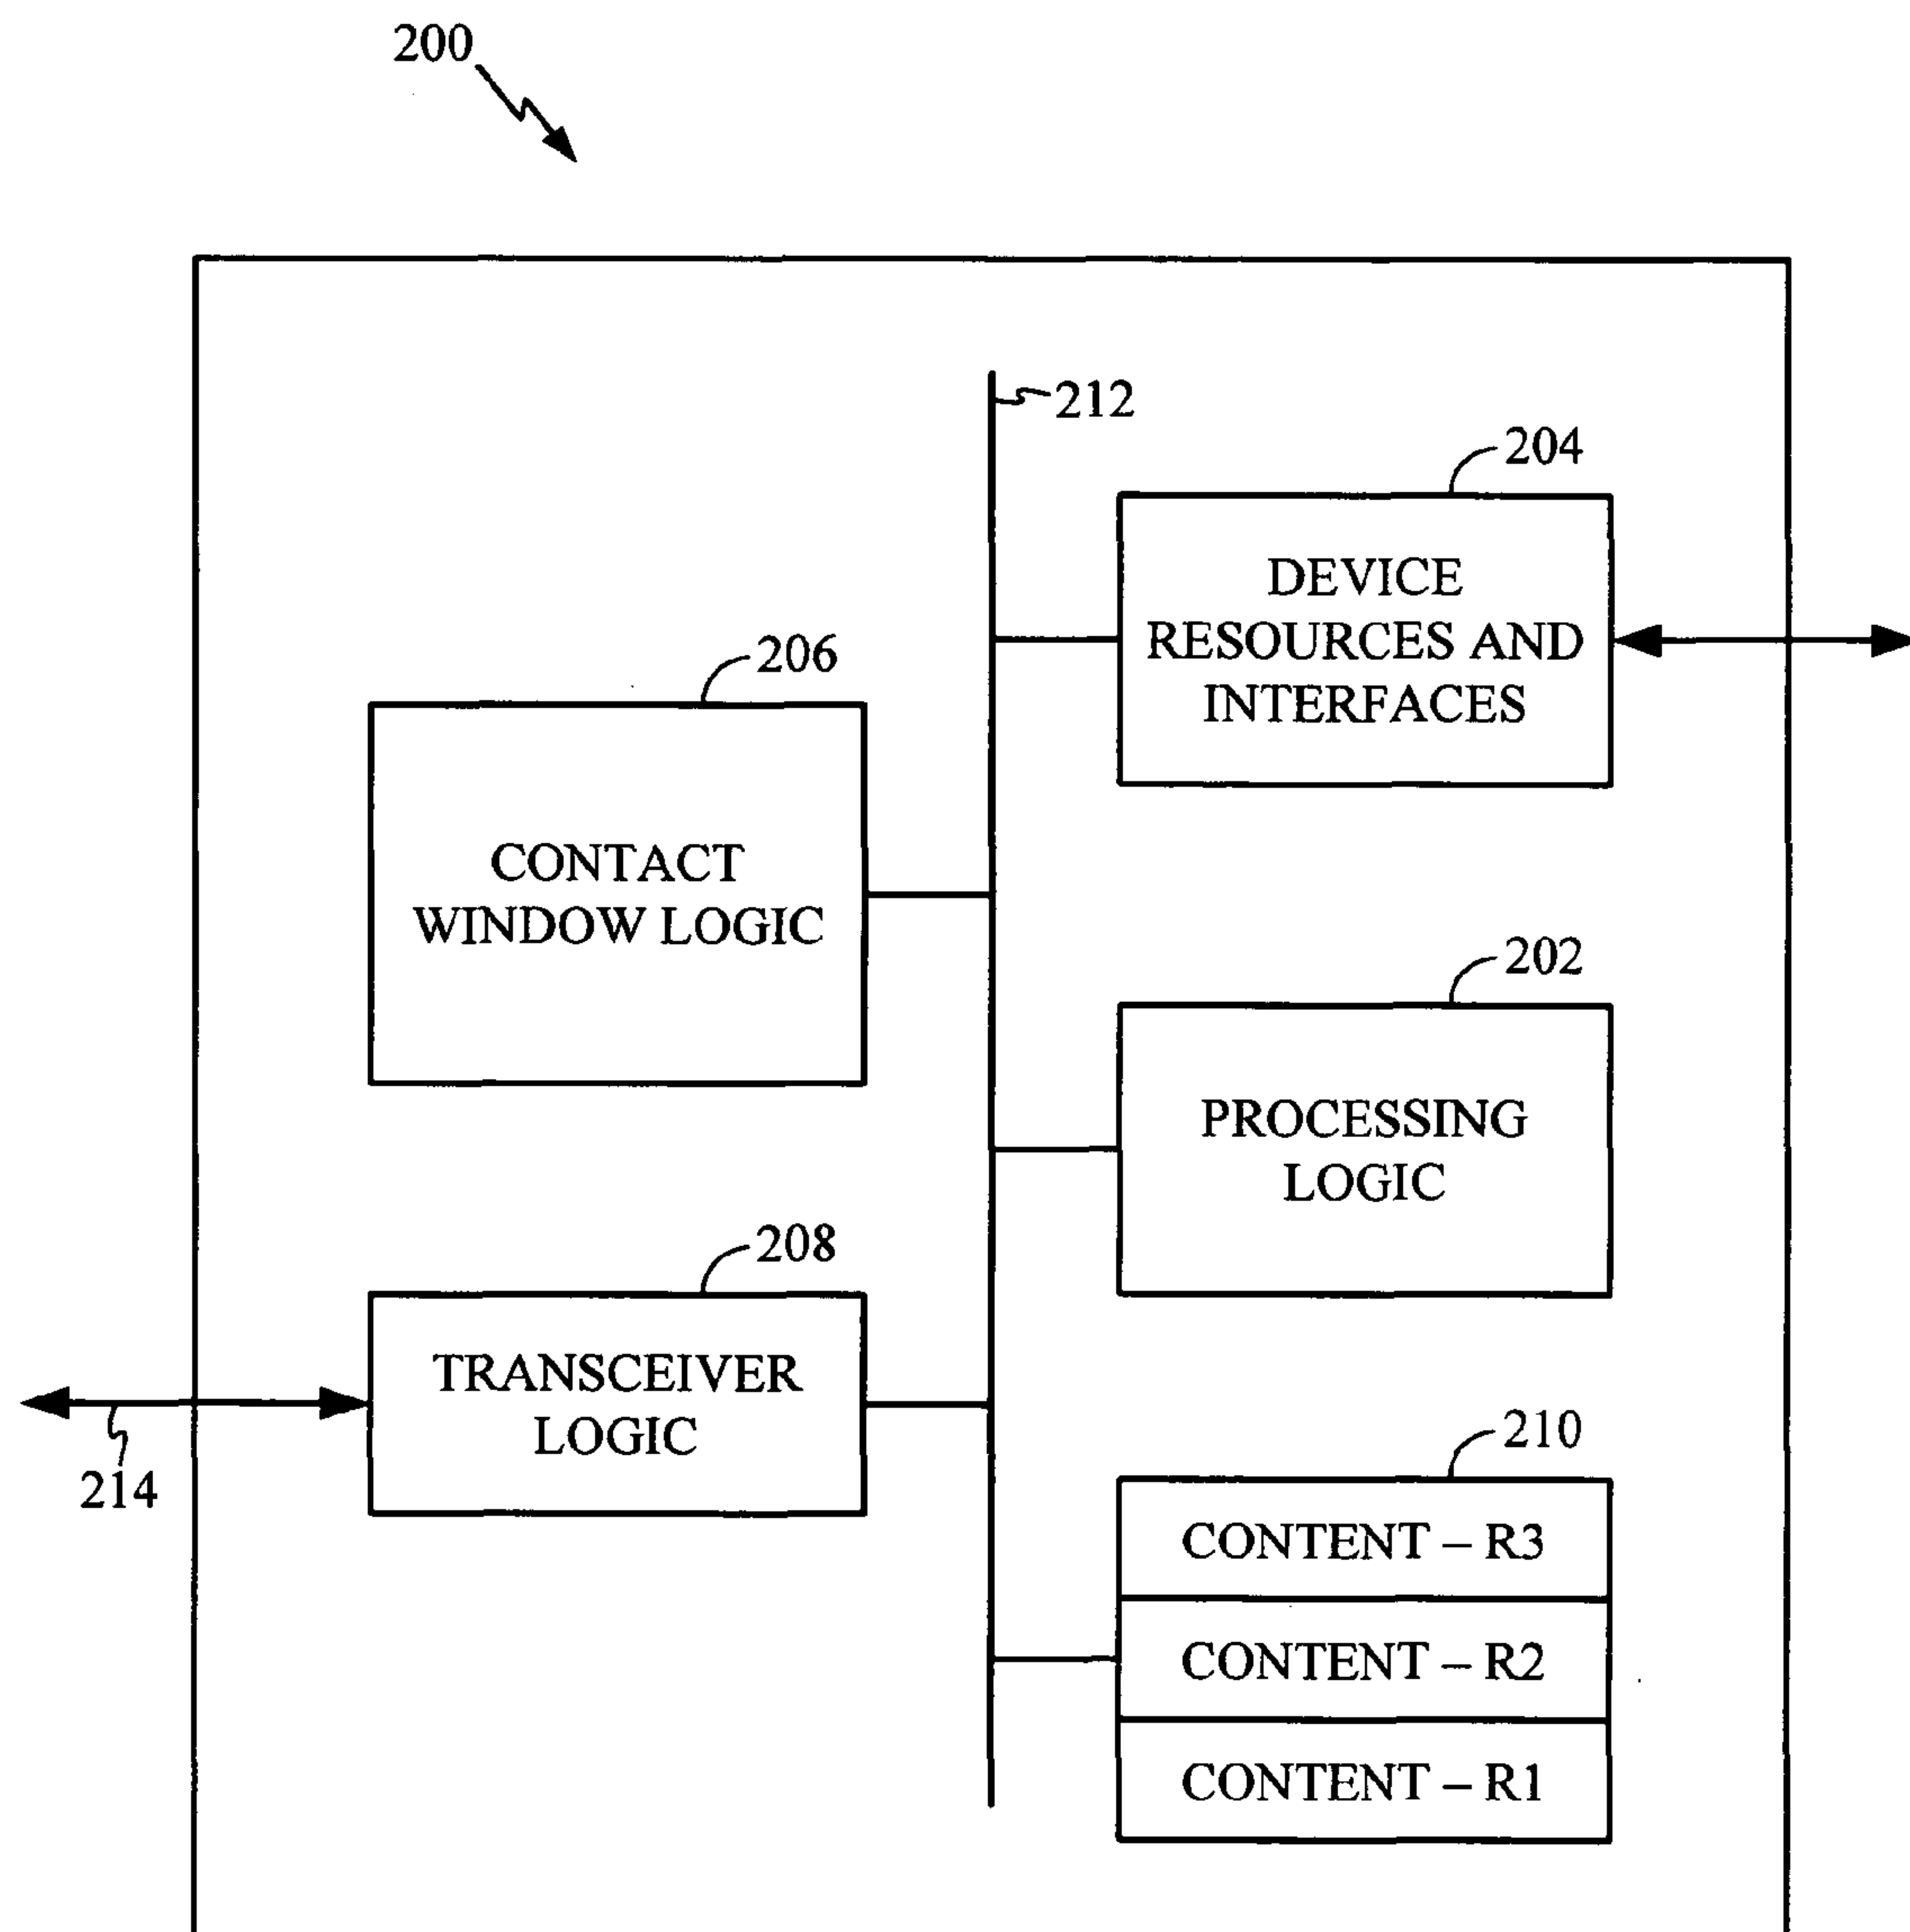 200
212
204
DEVICE
RESOURCES AND
INTERFACES
206
CONTACT
WINDOW LOGIC
202
PROCESSING
LOGIC
208
TRANSCEIVER
LOGIC
214
210
CONTENT – R3
CONTENT – R2
CONTENT – R1